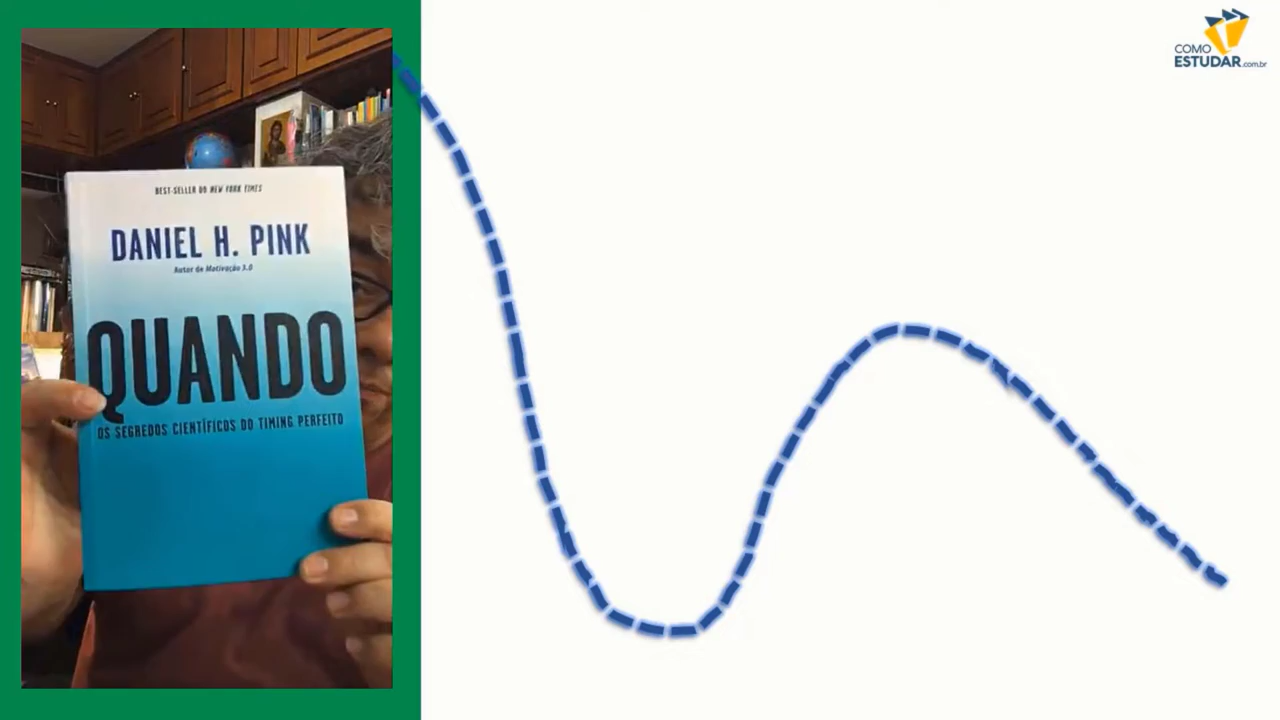 BEST-SELLER DO NEW YORK TIMES
DANIEL H. PINK
Autor de Motivação 3.0
QUANDO
OS SEGREDOS CIENTÍFICOS DO TIMING PERFEITO
COMO
ESTUDAR.com.br